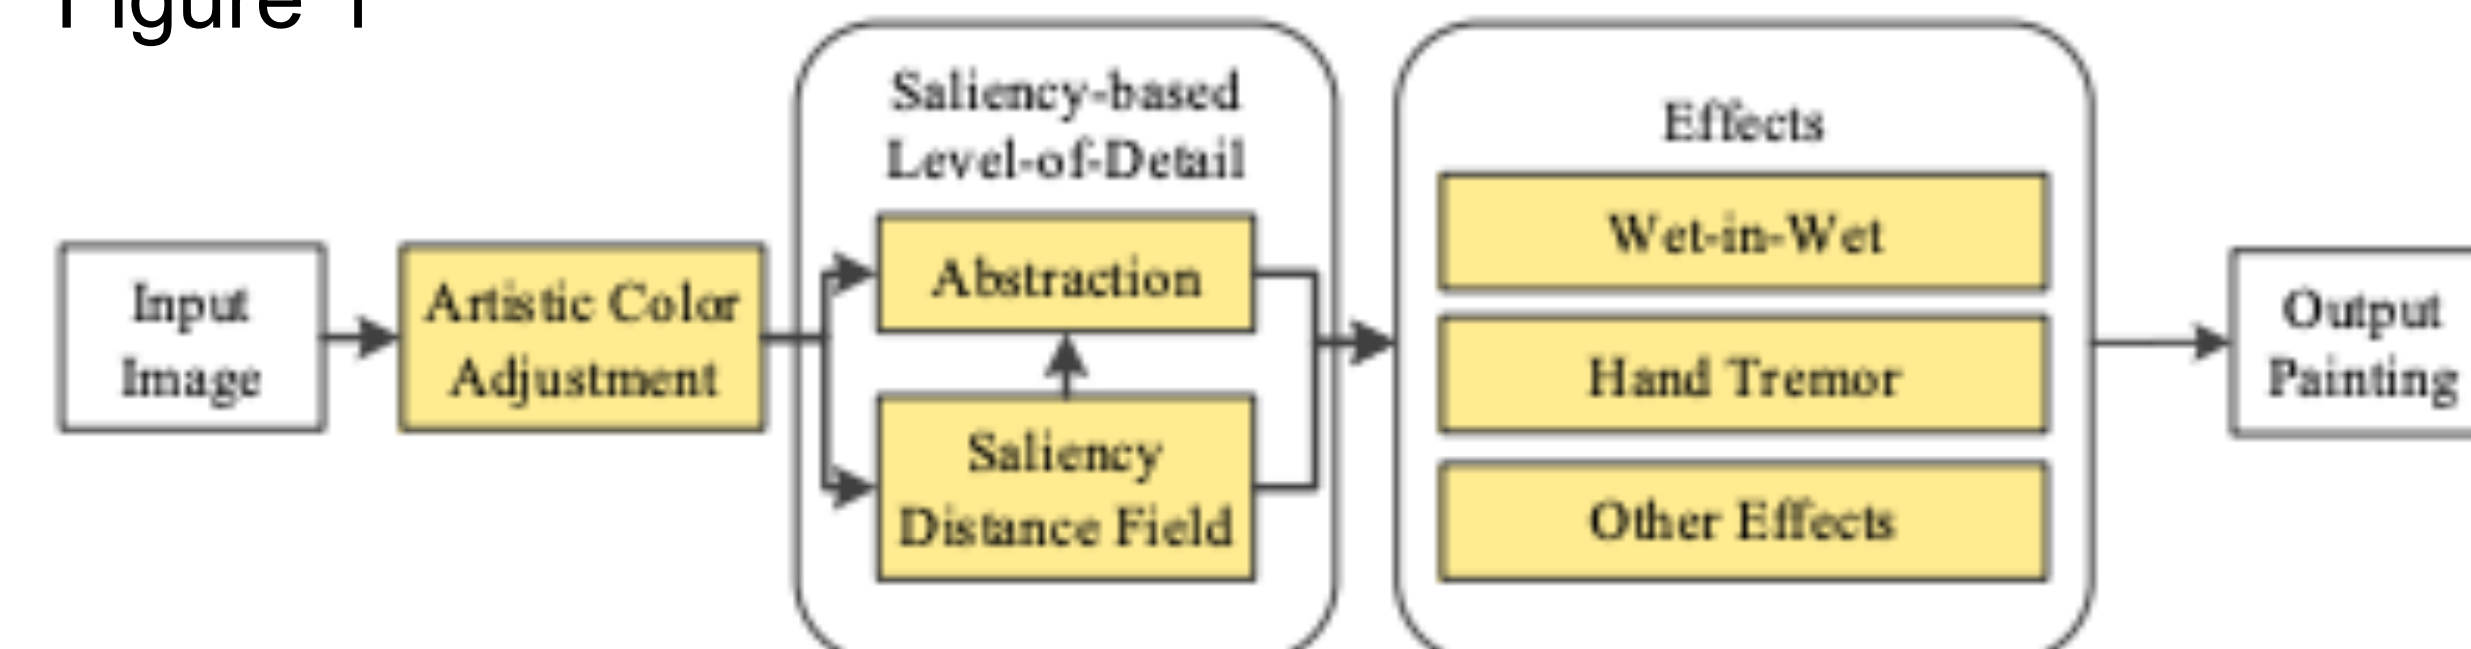 Figure 1
Input
Image
Artistic Color
Adjustment
Saliency-based
Level-of-Detail
Abstraction
Saliency
Distance Field
Effects
Wet-in-Wet
Hand Tremor
Other Effects
Output
Painting